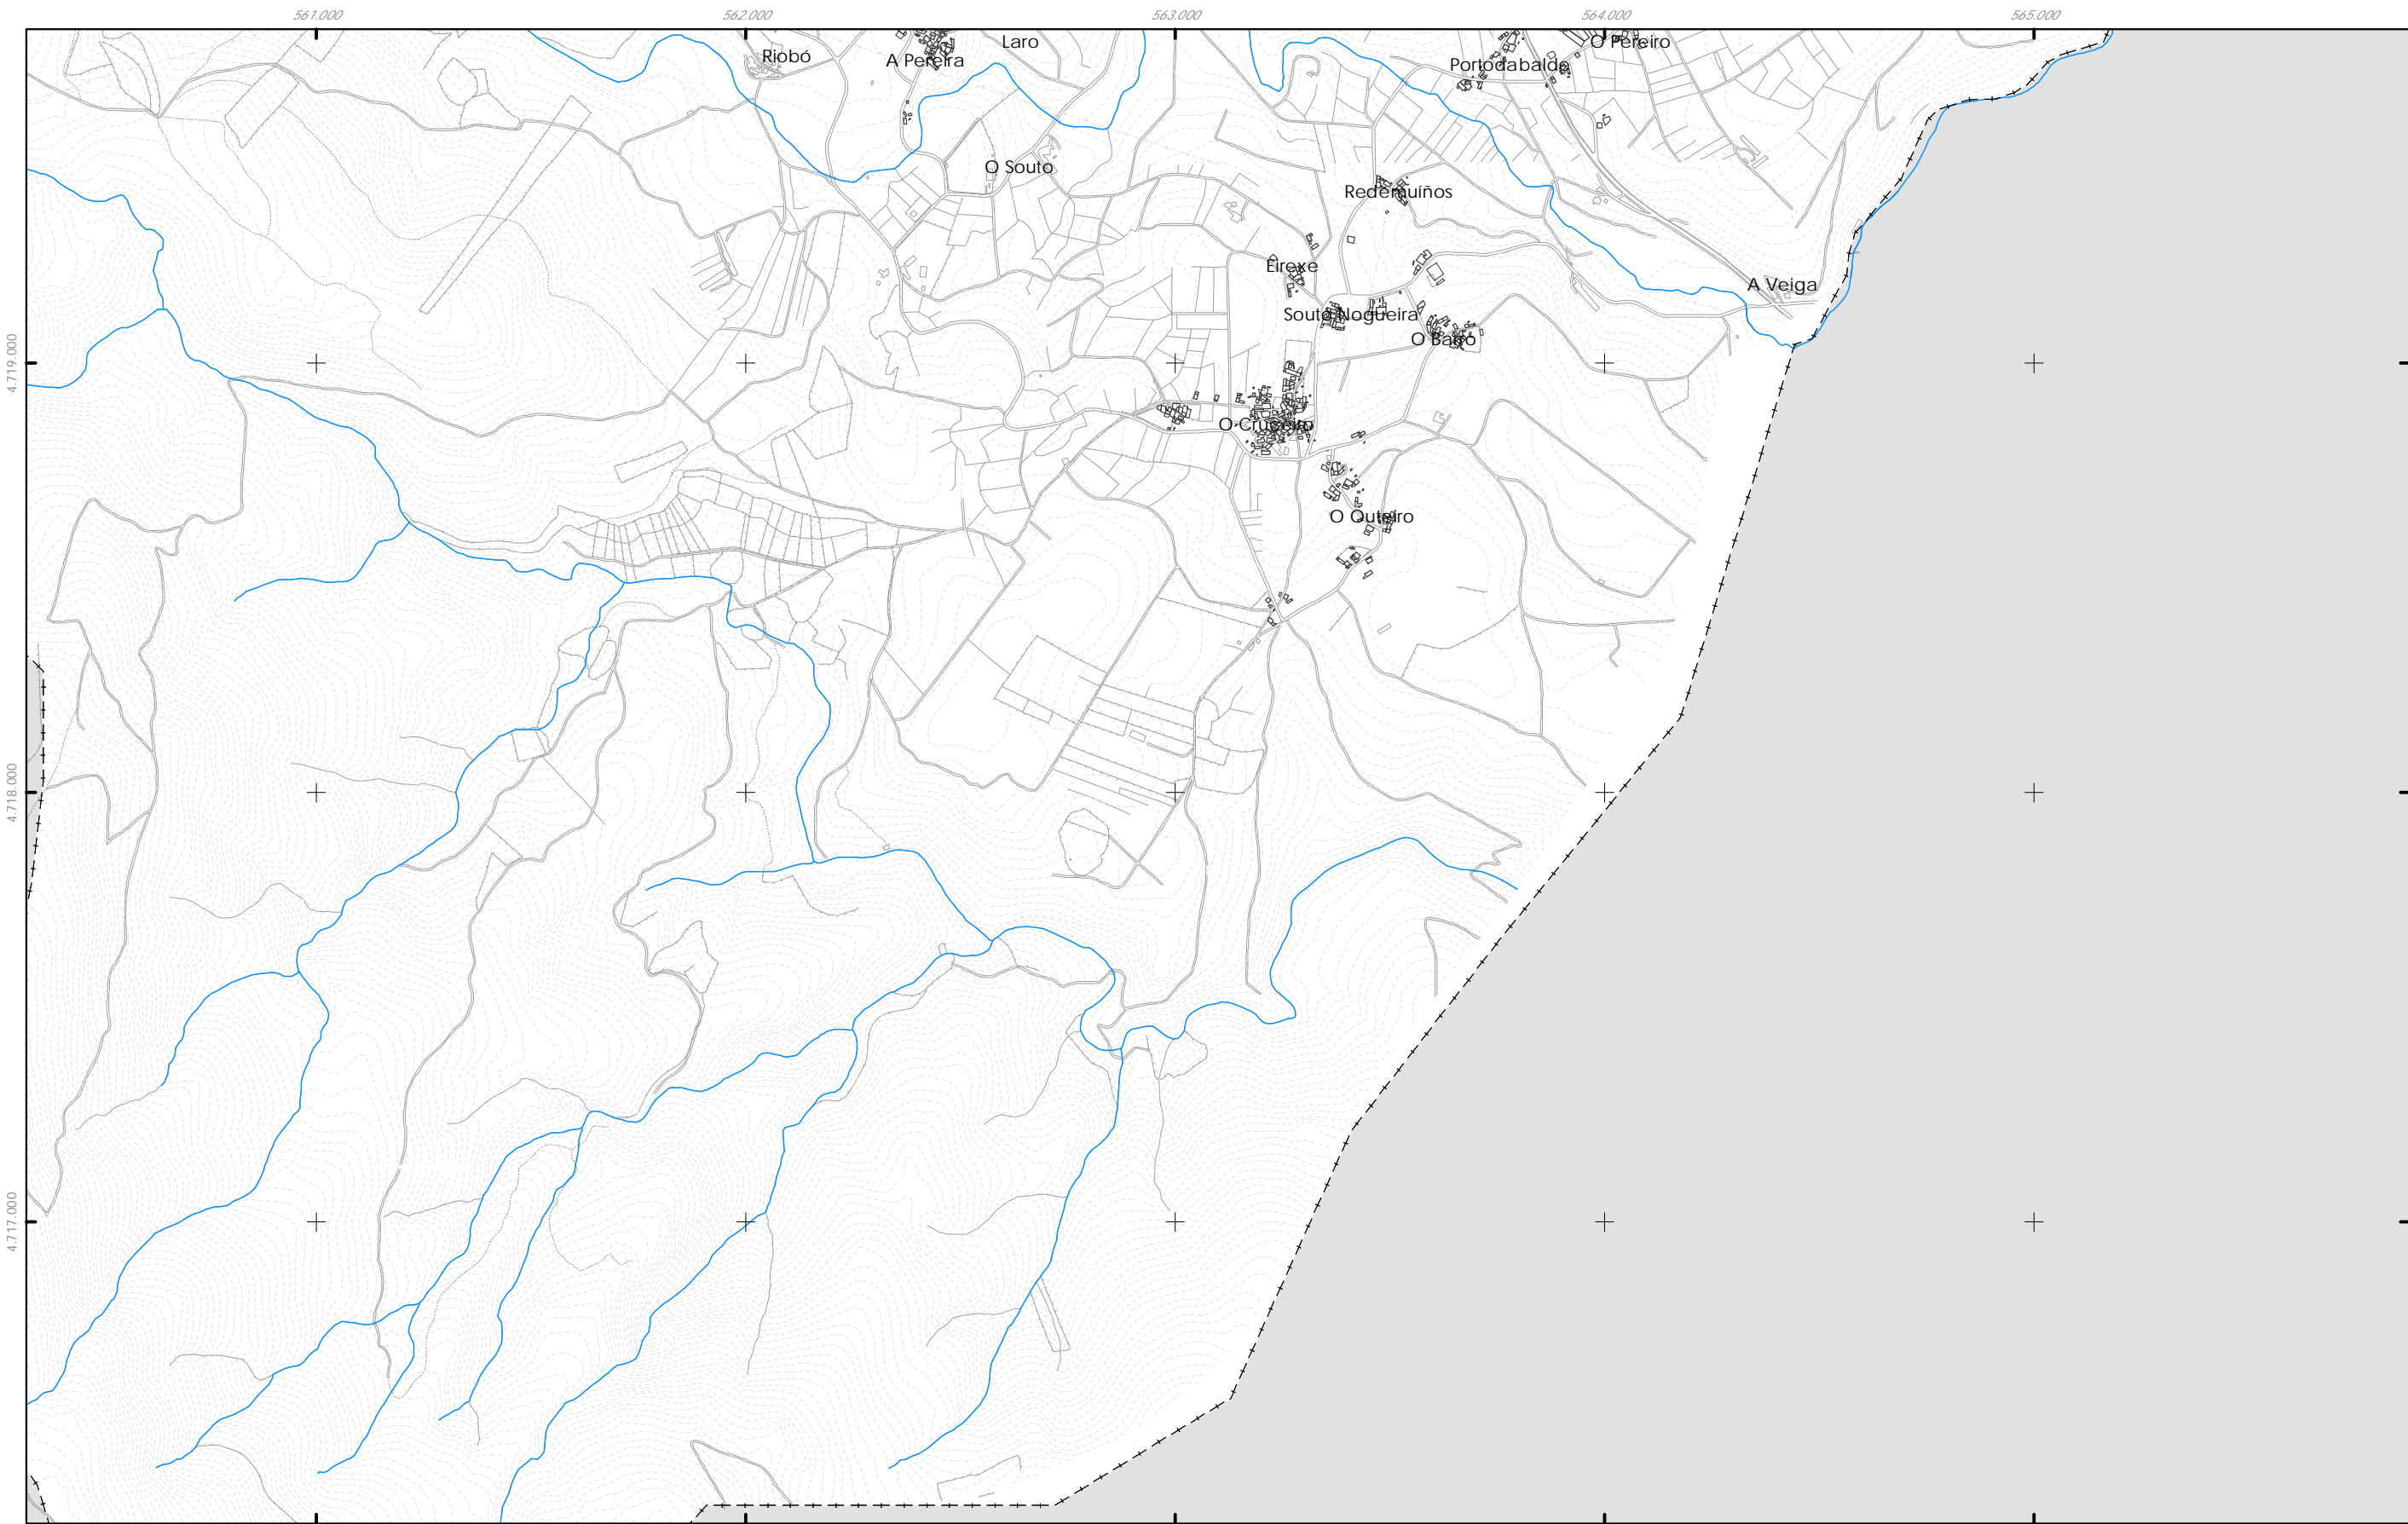 561.000
562.000
563.000
564.000
565.000
Laro
O Pereiro
Riobó
A Pereira
Portodabalde
O Souto
Redemuíños
Eirexe
A Veiga
Souto Nogueira
O Barro
4.719.000
O Cruceiro
O Outeiro
4.718.000
4.717.000